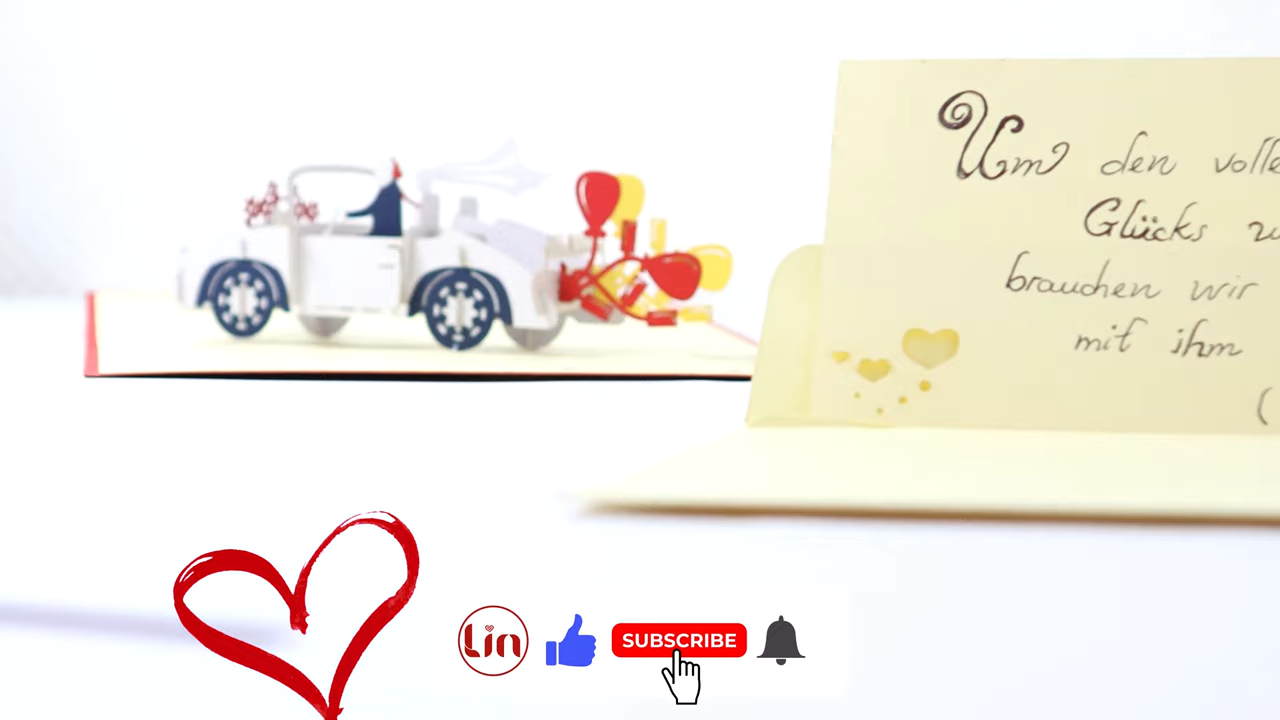 Um den volle
Glücks
brauchen wir
mit ihm
(
Lin
SUBSCRIBE